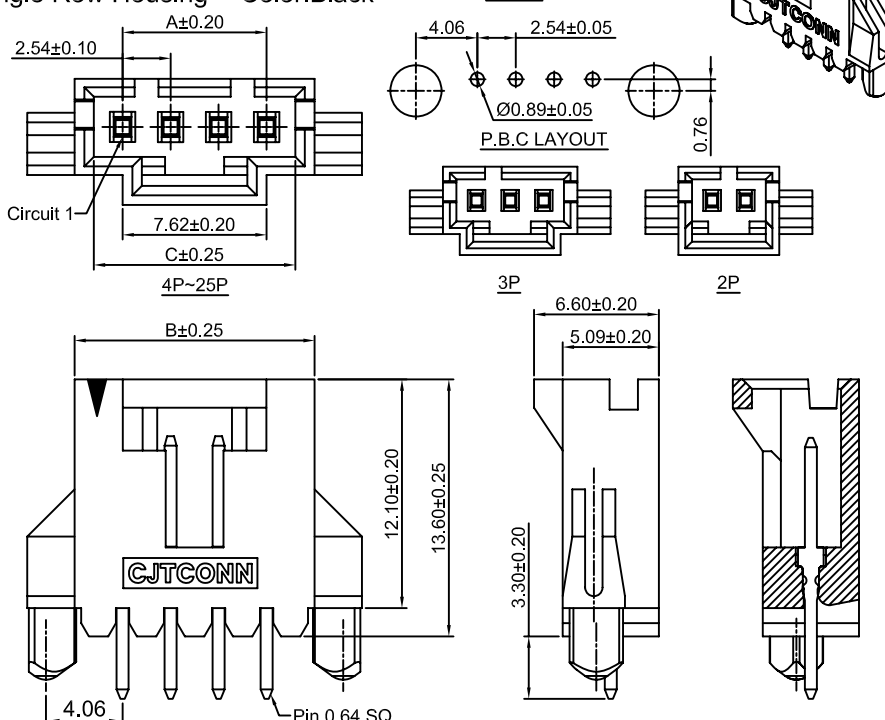 Single Row Housing Color:Black
A±0.20
2.54±0.10
Circuit 1
7.62±0.20
C±0.25
4P~25P
4.06
2.54±0.05
Ø0.89±0.05
P.B.C LAYOUT
0.76
3P
2P
CJTCONN
B±0.25
12.10±0.20
13.60±0.25
CJTCONN
4.06
Pin 0.64 SQ
6.60±0.20
5.09±0.20
3.30±0.20